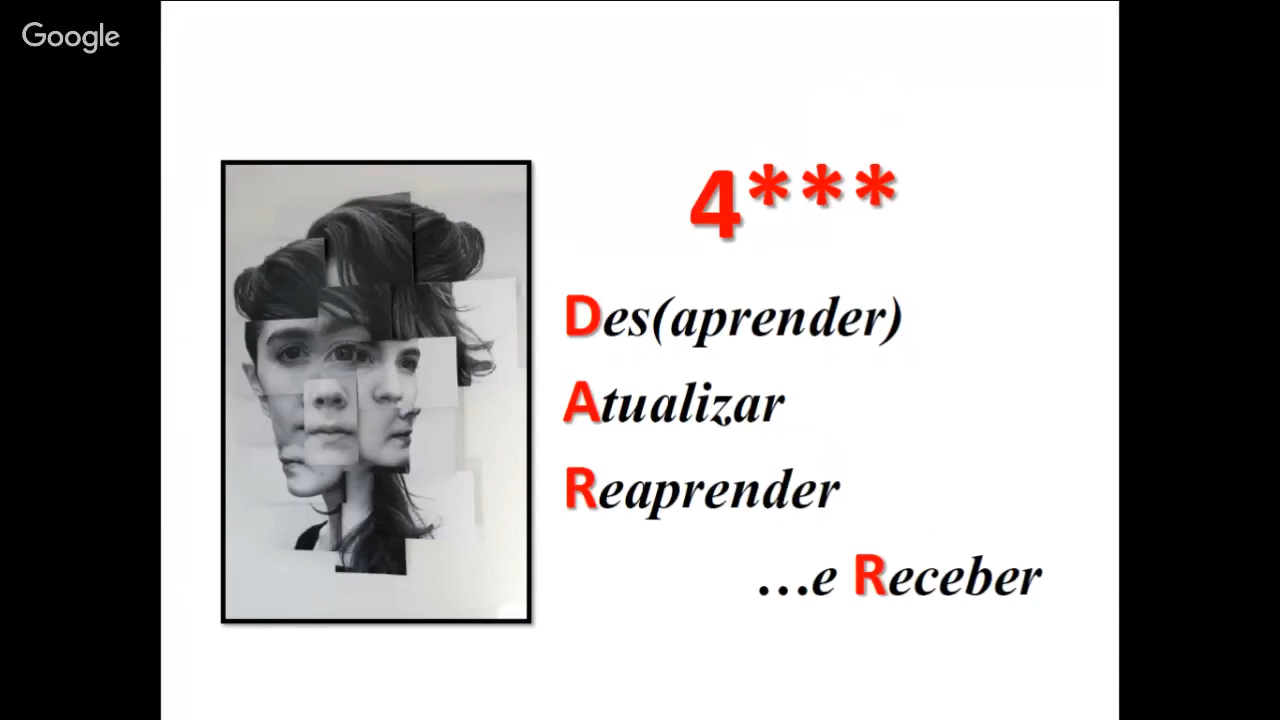 Google
4***
Des(aprender)
Atualizar
Reaprender
...e Receber